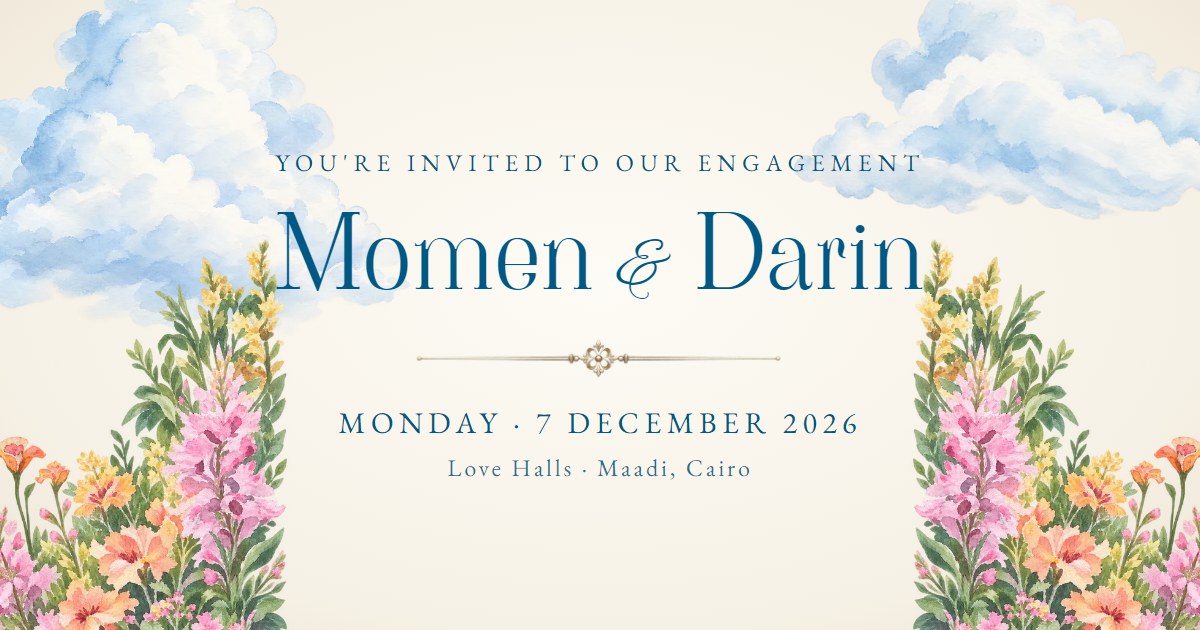 YOU'RE INVITED TO OUR ENGAGEMENT
Momen & Darin
MONDAY · 7 DECEMBER 2026
Love Halls · Maadi, Cairo